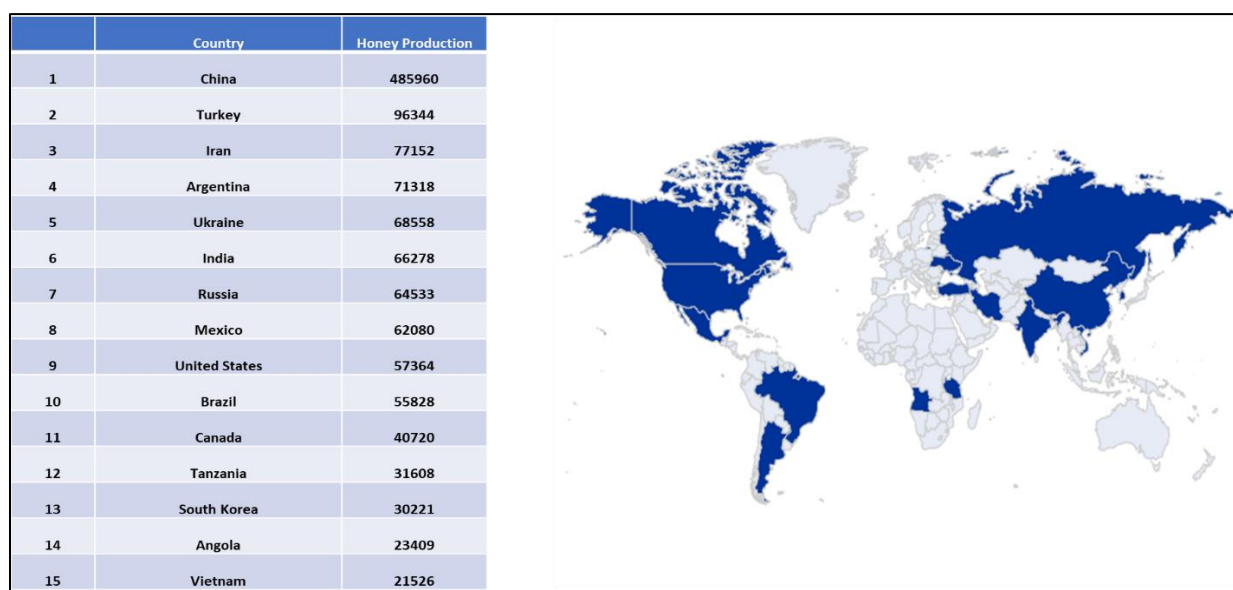 Country Honey Production
1 China 485960
2 Turkey 96344
3 Iran 77152
4 Argentina 71318
5 Ukraine 68558
6 India 66278
7 Russia 64533
8 Mexico 62080
9 United States 57364
10 Brazil 55828
11 Canada 40720
12 Tanzania 31608
13 South Korea 30221
14 Angola 23409
15 Vietnam 21526